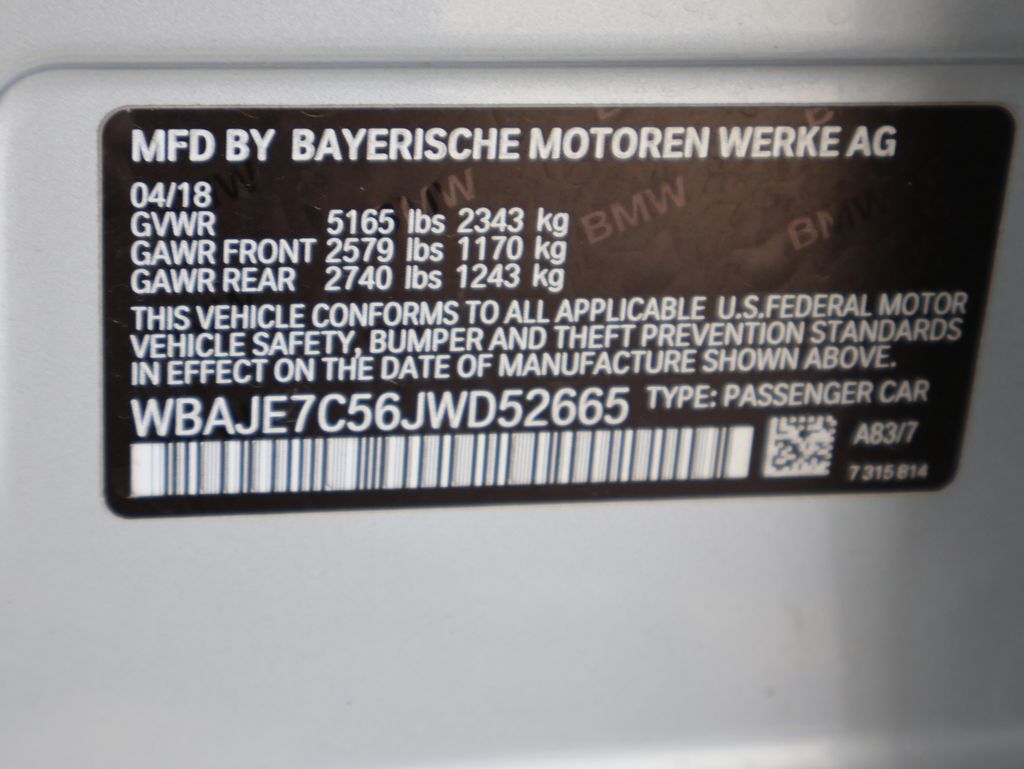 MFD BY BAYERISCHE MOTOREN WERKE AG
04/18
GVWR 5165 lbs 2343 kg
GAWR FRONT 2579 lbs 1170 kg
GAWR REAR 2740 lbs 1243 kg
THIS VEHICLE CONFORMS TO ALL APPLICABLE U.S.FEDERAL MOTOR
VEHICLE SAFETY, BUMPER AND THEFT PREVENTION STANDARDS
IN EFFECT ON THE DATE OF MANUFACTURE SHOWN ABOVE.
WBAJE7C56JWD52665 TYPE: PASSENGER CAR
A83/7
7 315 814
BMW
BMW
BMW